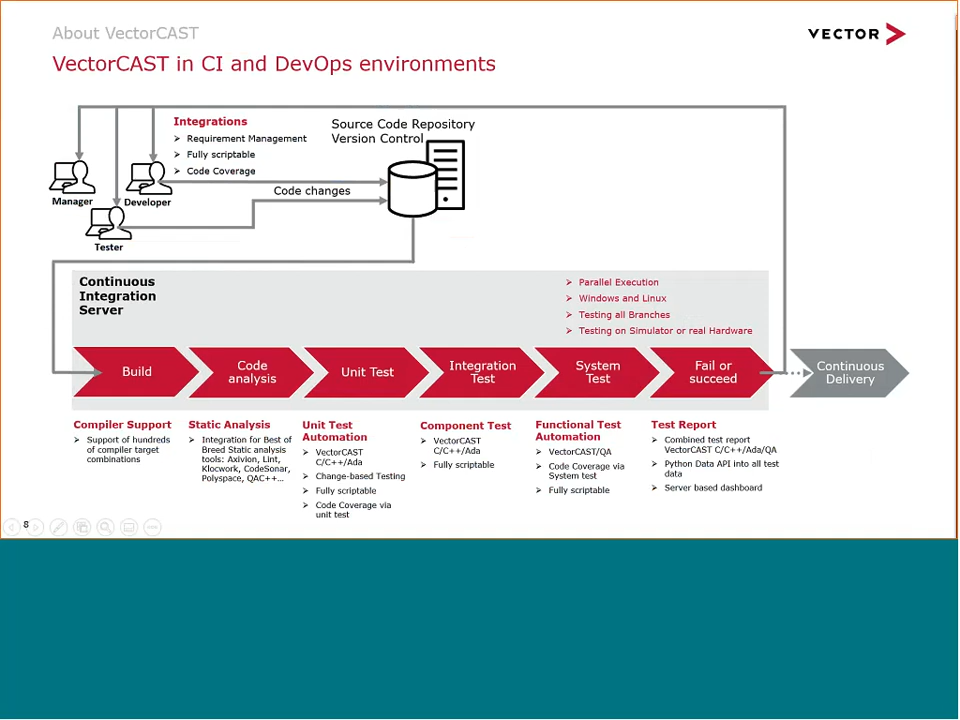 About VectorCAST
VECTOR
VectorCAST in CI and DevOps environments
Integrations
➢ Requirement Management
➢ Fully scriptable
➢ Code Coverage
Source Code Repository
Version Control
Manager
Developer
Tester
Code changes
Continuous
Integration
Server
➢ Parallel Execution
➢ Windows and Linux
➢ Testing all Branches
➢ Testing on Simulator or real Hardware
Build
Code
analysis
Unit Test
Integration
Test
System
Test
Fail or
succeed
Continuous
Delivery
Compiler Support
➢ Support of hundreds
of compiler target
combinations
Static Analysis
➢ Integration for Best of
Breed Static analysis
tools: Axivion, Lint,
Klocwork, CodeSonar,
Polyspace, QAC++...
Unit Test
Automation
➢ VectorCAST
C/C++/Ada
➢ Change-based Testing
➢ Fully scriptable
➢ Code Coverage via
unit test
Component Test
➢ VectorCAST
C/C++/Ada
➢ Fully scriptable
Functional Test
Automation
➢ VectorCAST/QA
➢ Code Coverage via
System test
➢ Fully scriptable
Test Report
➢ Combined test report
VectorCAST C/C++/Ada/QA
➢ Python Data API into all test
data
➢ Server based dashboard
8